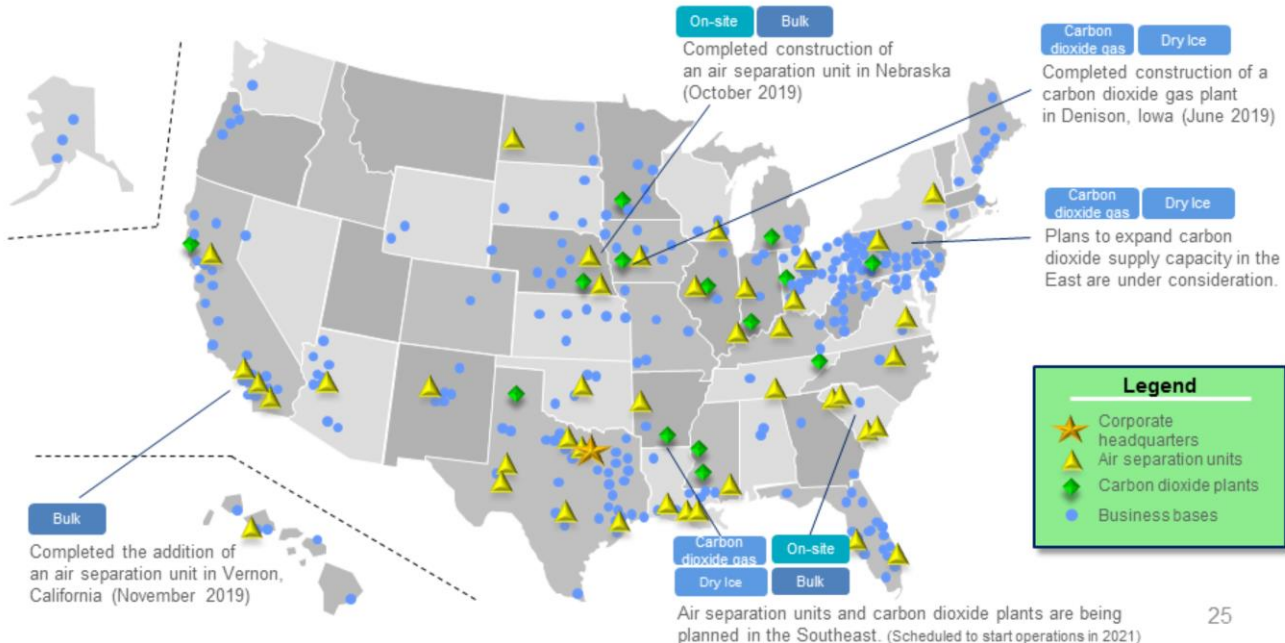 On-site
Bulk
Completed construction of
an air separation unit in Nebraska
(October 2019)
Carbon
dioxide gas
Dry Ice
Completed construction of a
carbon dioxide gas plant
in Denison, Iowa (June 2019)
Carbon
dioxide gas
Dry Ice
Plans to expand carbon
dioxide supply capacity in the
East are under consideration.
Legend
Corporate
headquarters
Air separation units
Carbon dioxide plants
Business bases
Bulk
Completed the addition of
an air separation unit in Vernon,
California (November 2019)
Carbon
dioxide gas
On-site
Dry Ice
Bulk
Air separation units and carbon dioxide plants are being
planned in the Southeast. (Scheduled to start operations in 2021)
25